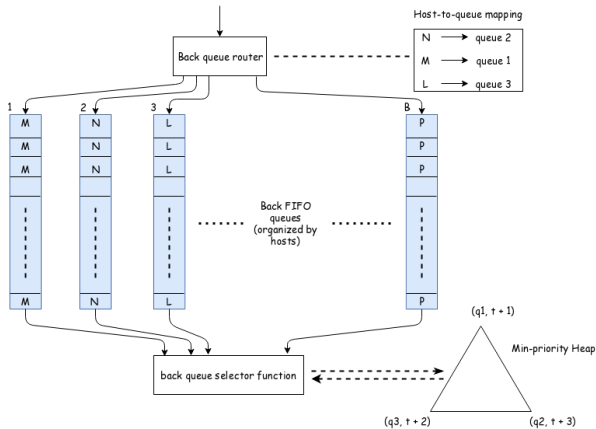 Host-to-queue mapping
Back queue router
N → queue 2
M → queue 1
L → queue 3
1 2 3 B
M N L P
M N L P
M N L P
Back FIFO
queues
(organized by
hosts)
M N L P
(q1, t + 1)
Min-priority Heap
back queue selector function
(q3, t + 2) (q2, t + 3)